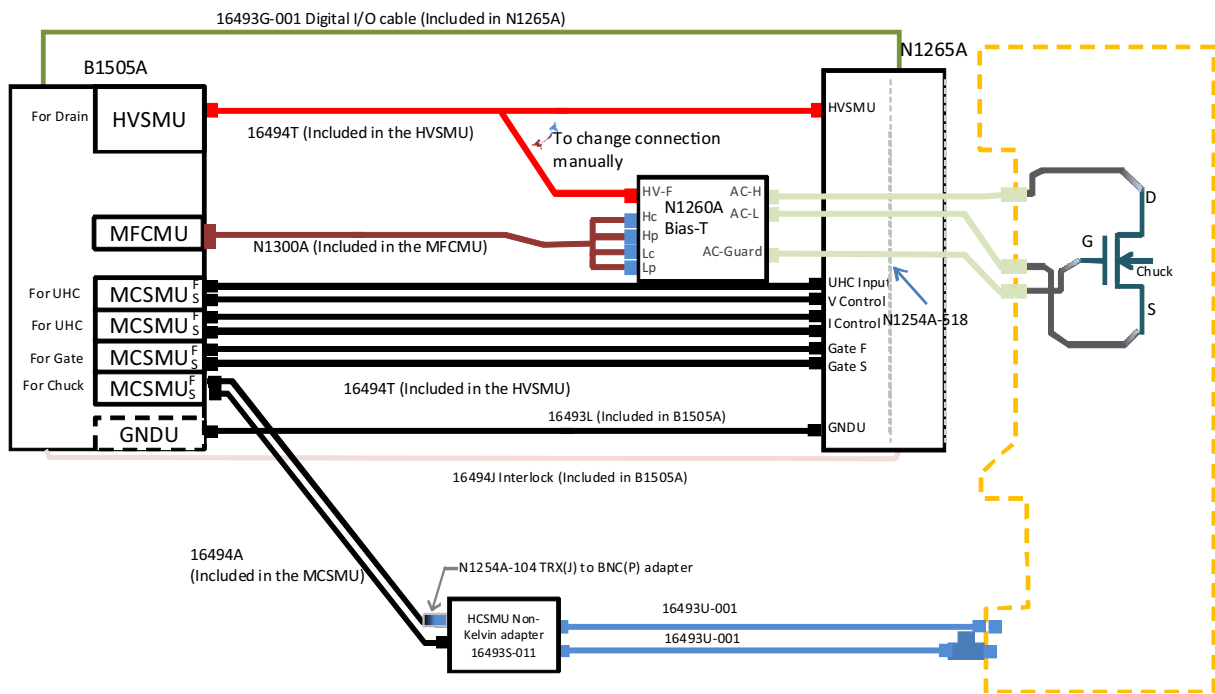 16493G-001 Digital I/O cable (Included in N1265A)
B1505A
N1265A
For Drain
HVSMU
HVSMU
16494T (Included in the HVSMU)
To change connection
manually
HV-F
AC-H
N1260A
Bias-T
AC-L
Hc
Hp
Lc
Lp
AC-Guard
D
G
Chuck
S
MFCMU
N1300A (Included in the MFCMU)
For UHC
MCSMU
F
S
UHC Input
V Control
For UHC
MCSMU
F
S
I Control
N1254A-518
For Gate
MCSMU
F
S
Gate F
Gate S
For Chuck
MCSMU
F
S
16494T (Included in the HVSMU)
16493L (Included in B1505A)
GNDU
GNDU
16494J Interlock (Included in B1505A)
16494A
(Included in the MCSMU)
N1254A-104 TRX(J) to BNC(P) adapter
HCSMU Non-
Kelvin adapter
16493S-011
16493U-001
16493U-001